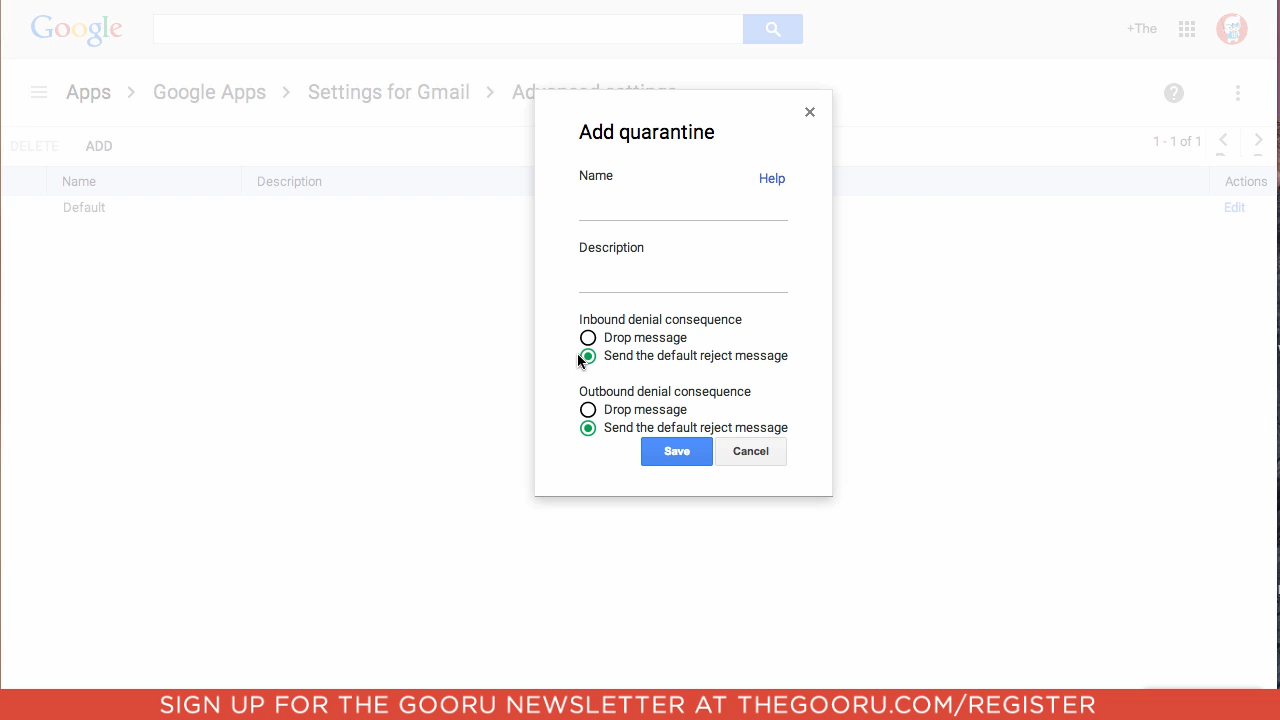 Google
+The
Apps > Google Apps > Settings for Gmail > Advanced settings
DELETE ADD
1 - 1 of 1
Name Description Actions
Default Edit
Add quarantine
Name Help
Description
Inbound denial consequence
Drop message
Send the default reject message
Outbound denial consequence
Drop message
Send the default reject message
Save Cancel
SIGN UP FOR THE GOORU NEWSLETTER AT THEGOORU.COM/REGISTER